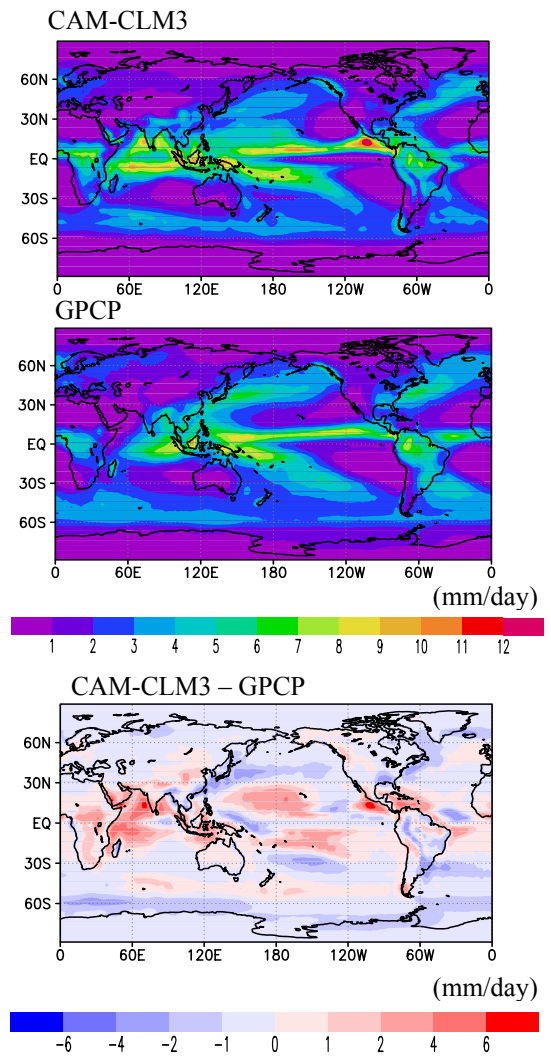 CAM-CLM3
60N
30N
EQ
30S
60S
0 60E 120E 180 120W 60W 0
GPCP
60N
30N
EQ
30S
60S
0 60E 120E 180 120W 60W 0
(mm/day)
1 2 3 4 5 6 7 8 9 10 11 12
CAM-CLM3 – GPCP
60N
30N
EQ
30S
60S
0 60E 120E 180 120W 60W 0
(mm/day)
-6 -4 -2 -1 0 1 2 4 6